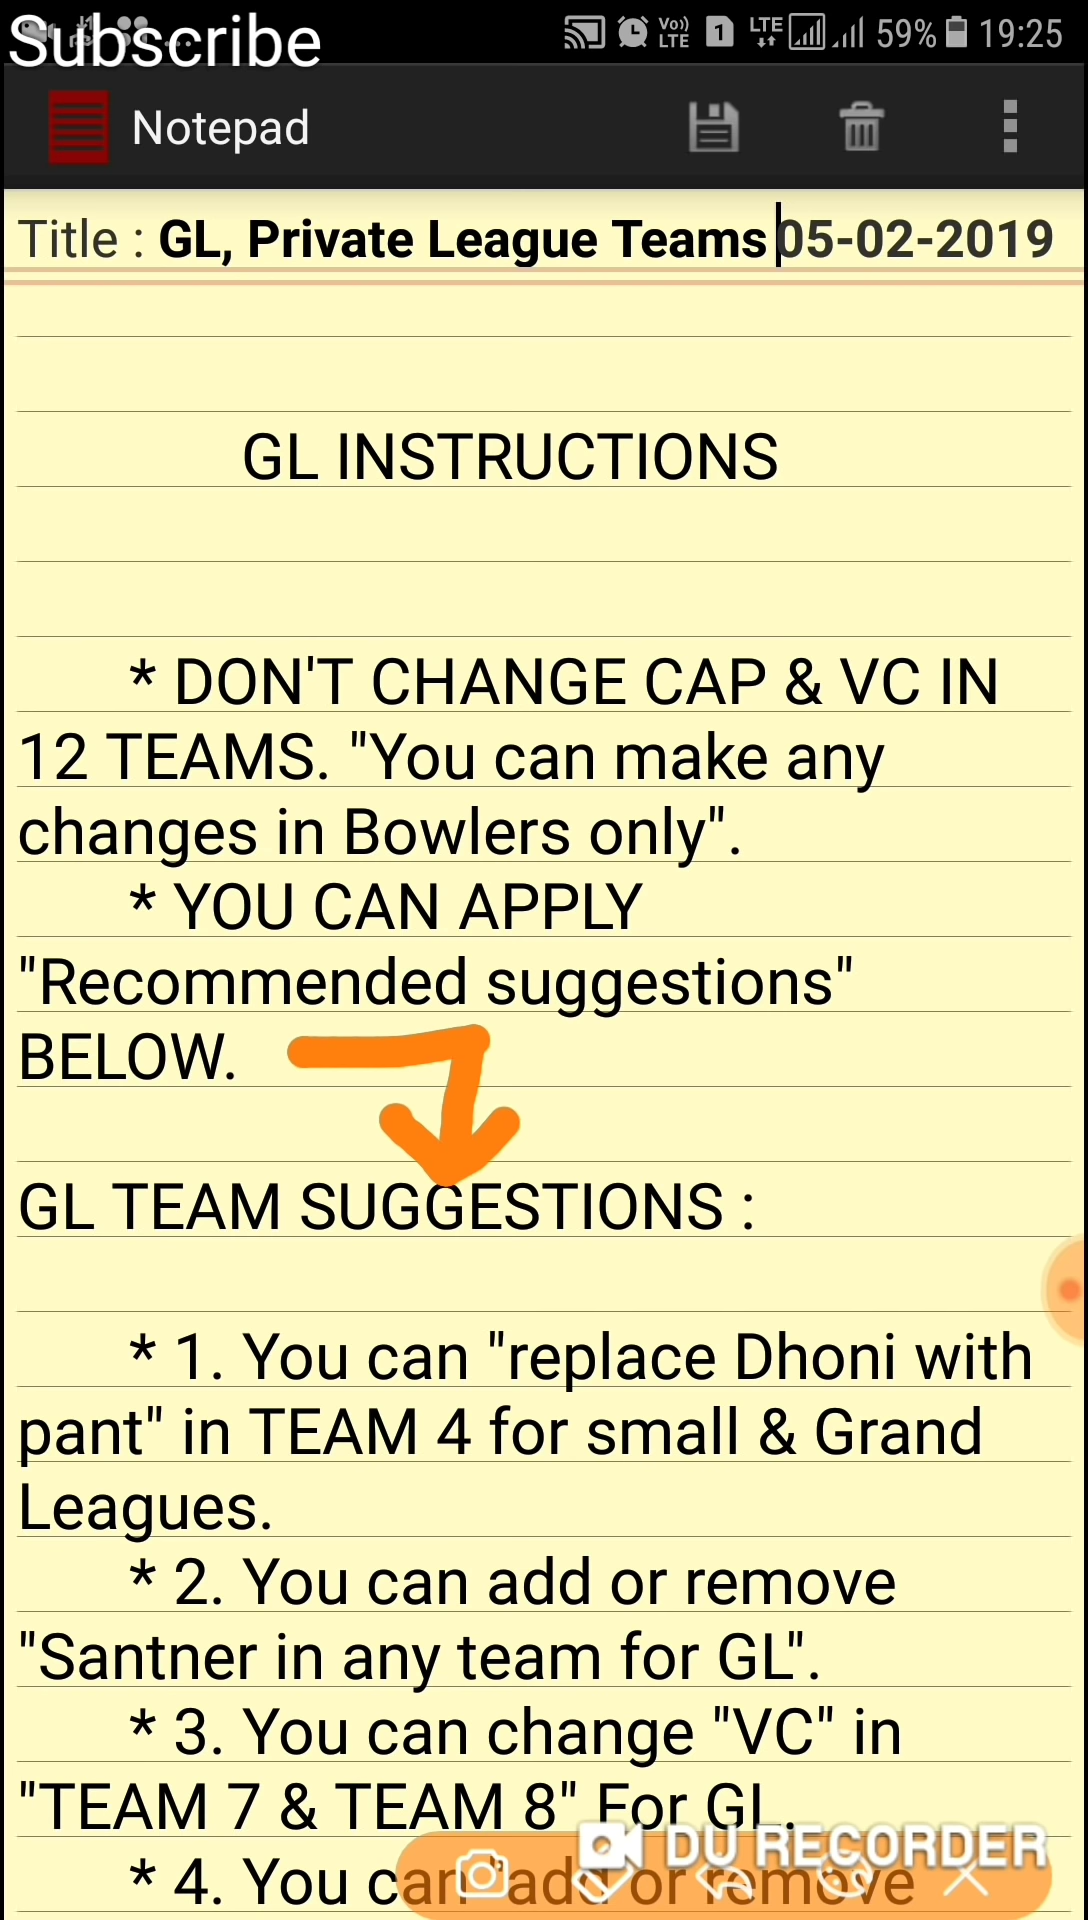 Subscribe
Vo)) LTE 1 LTE 59% 19:25
Notepad
Title : GL, Private League Teams 05-02-2019
GL INSTRUCTIONS
* DON'T CHANGE CAP & VC IN
12 TEAMS. "You can make any
changes in Bowlers only".
* YOU CAN APPLY
"Recommended suggestions"
BELOW.
GL TEAM SUGGESTIONS :
* 1. You can "replace Dhoni with
pant" in TEAM 4 for small & Grand
Leagues.
* 2. You can add or remove
"Santner in any team for GL".
* 3. You can change "VC" in
"TEAM 7 & TEAM 8" For GL.
DU RECORDER
* 4. You can "add or remove